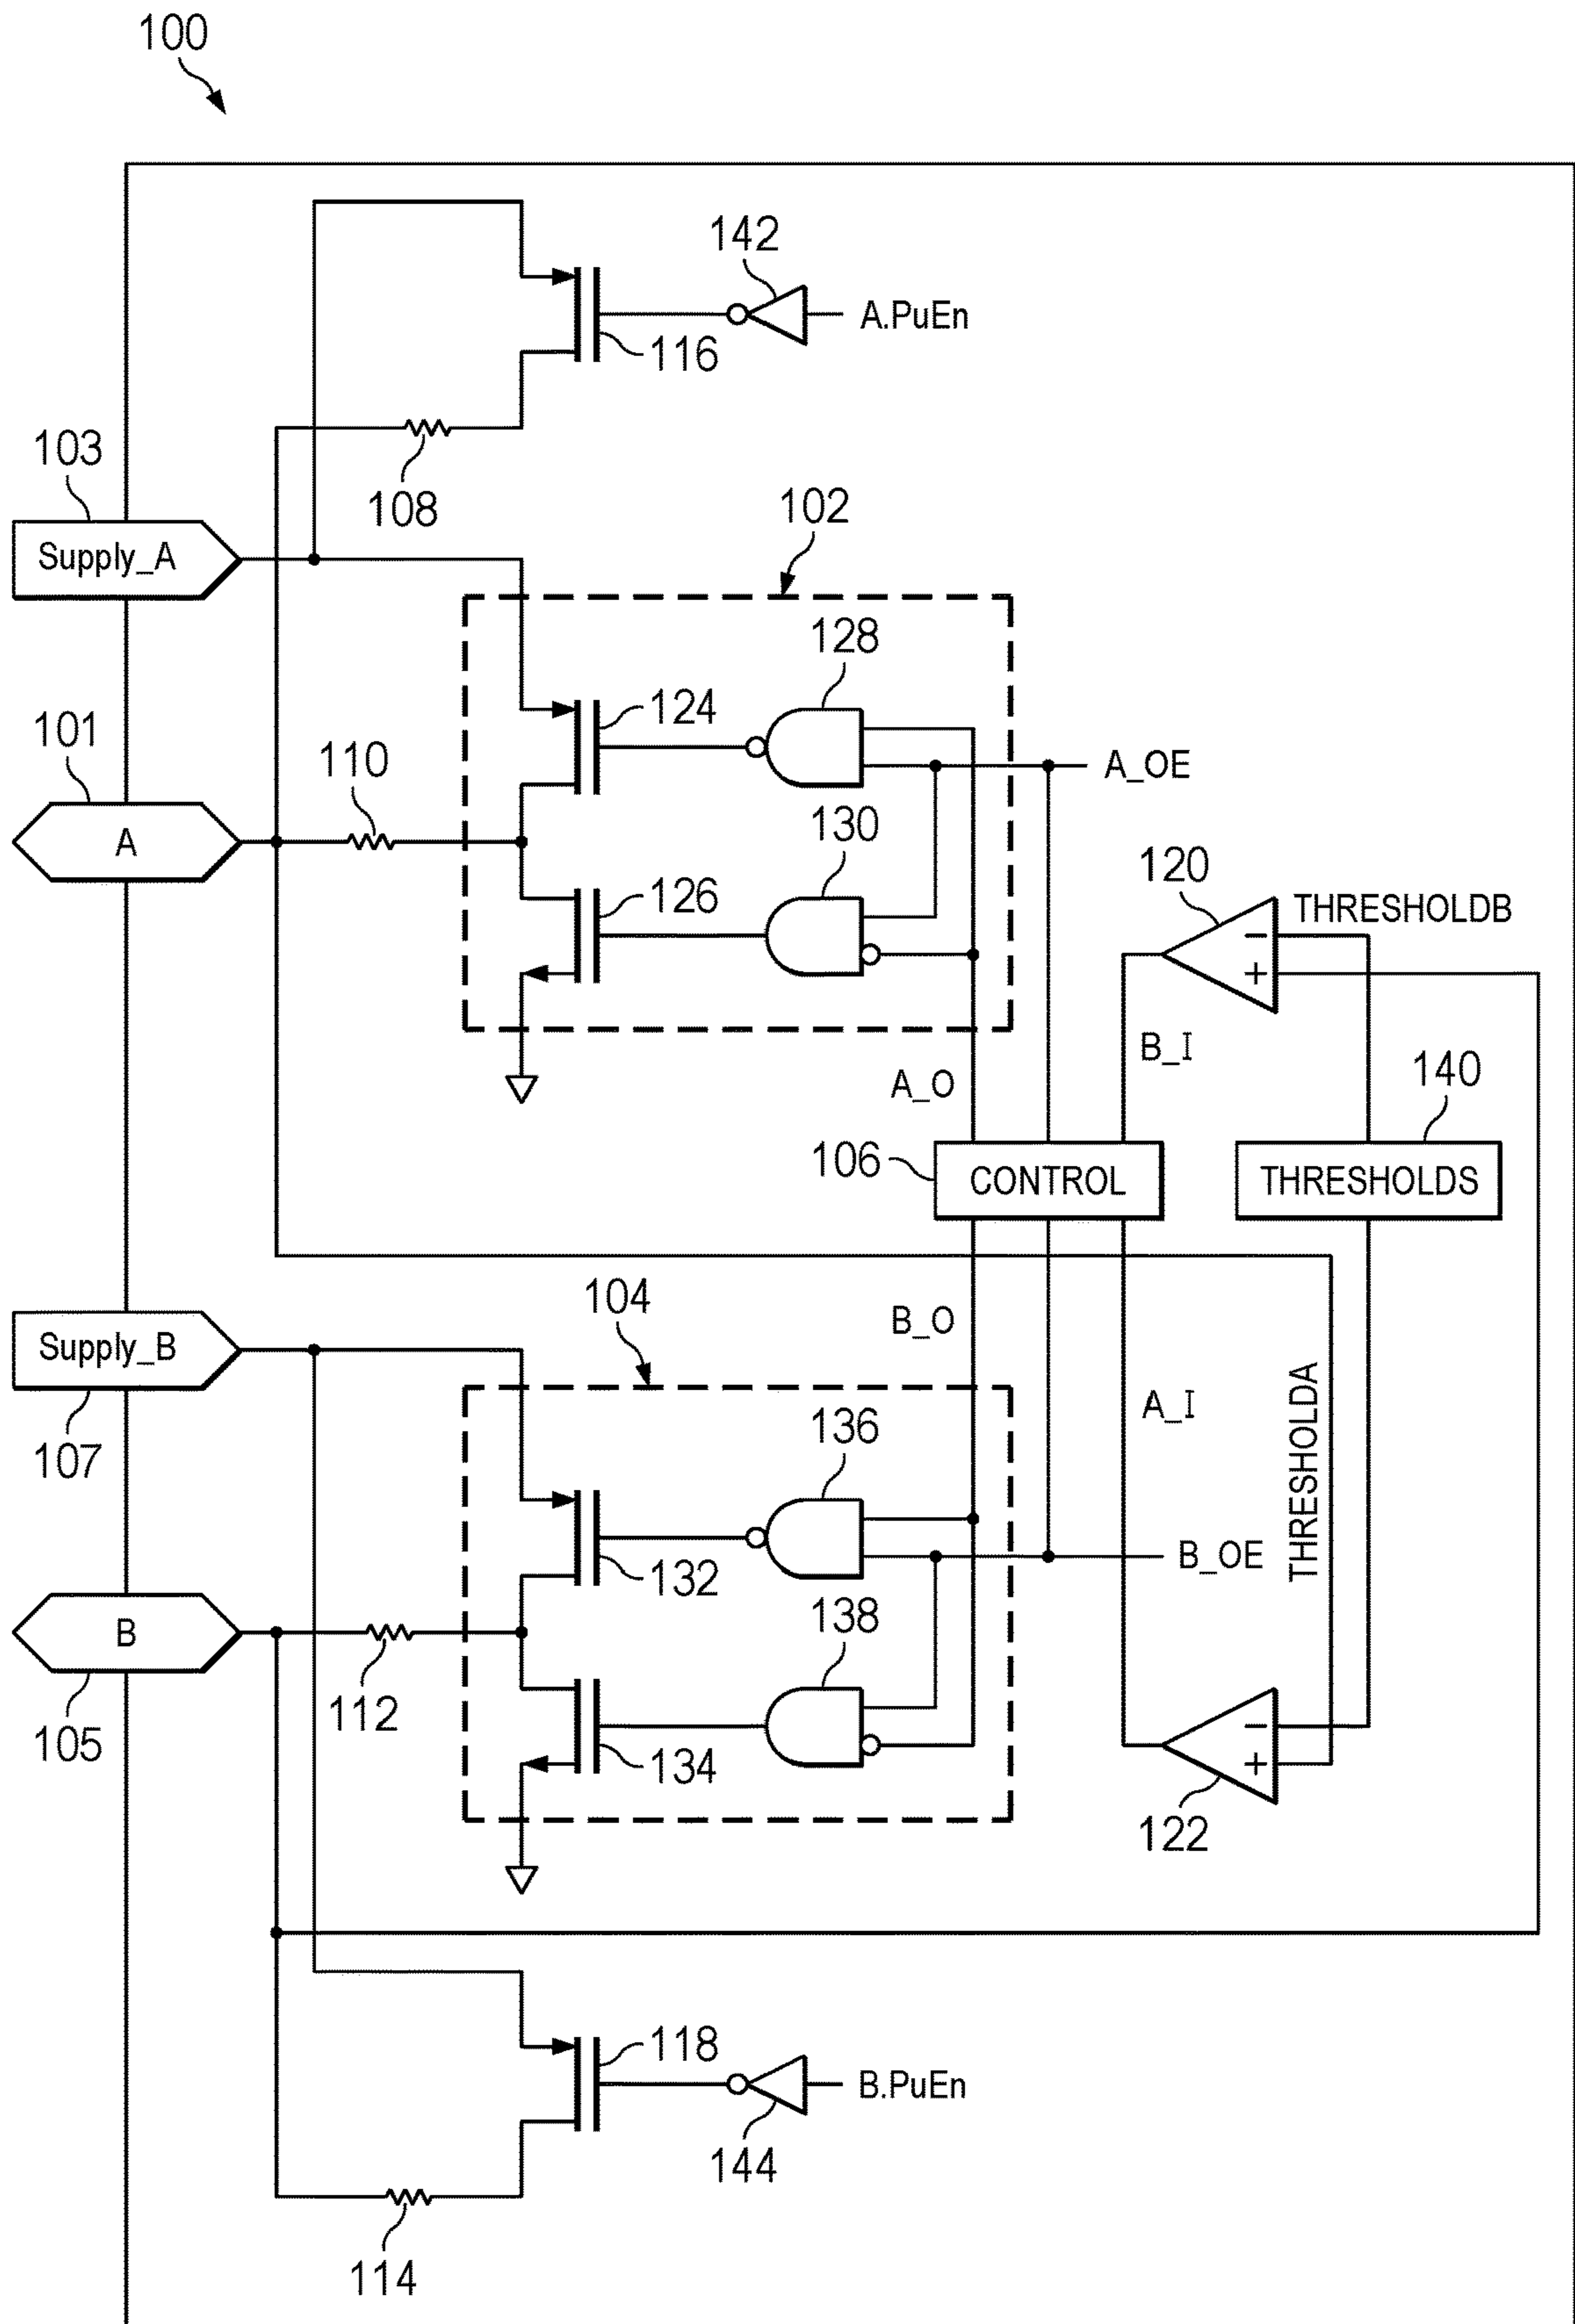 100
142
A.PuEn
116
103
108
Supply_A
102
128
124
101
110
A_OE
A
130
126
120
THRESHOLDB
-
+
B_I
A_O
140
106
CONTROL
THRESHOLDS
104
B_O
Supply_B
THRESHOLDA
A_I
107
136
132
B_OE
B
138
112
105
134
-
+
122
118
B.PuEn
144
114